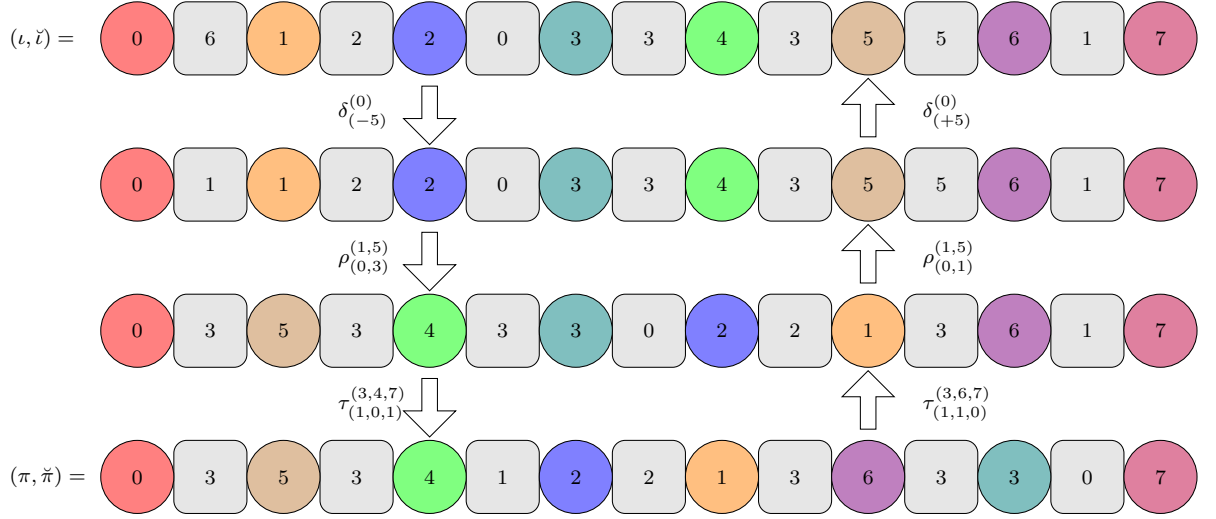 (ι, ῐ) = 0 6 1 2 2 0 3 3 4 3 5 5 6 1 7
δ^{(0)}_{(−5)} δ^{(0)}_{(+5)}
0 1 1 2 2 0 3 3 4 3 5 5 6 1 7
ρ^{(1,5)}_{(0,3)} ρ^{(1,5)}_{(0,1)}
0 3 5 3 4 3 3 0 2 2 1 3 6 1 7
τ^{(3,4,7)}_{(1,0,1)} τ^{(3,6,7)}_{(1,1,0)}
(π, π̆) = 0 3 5 3 4 1 2 2 1 3 6 3 3 0 7